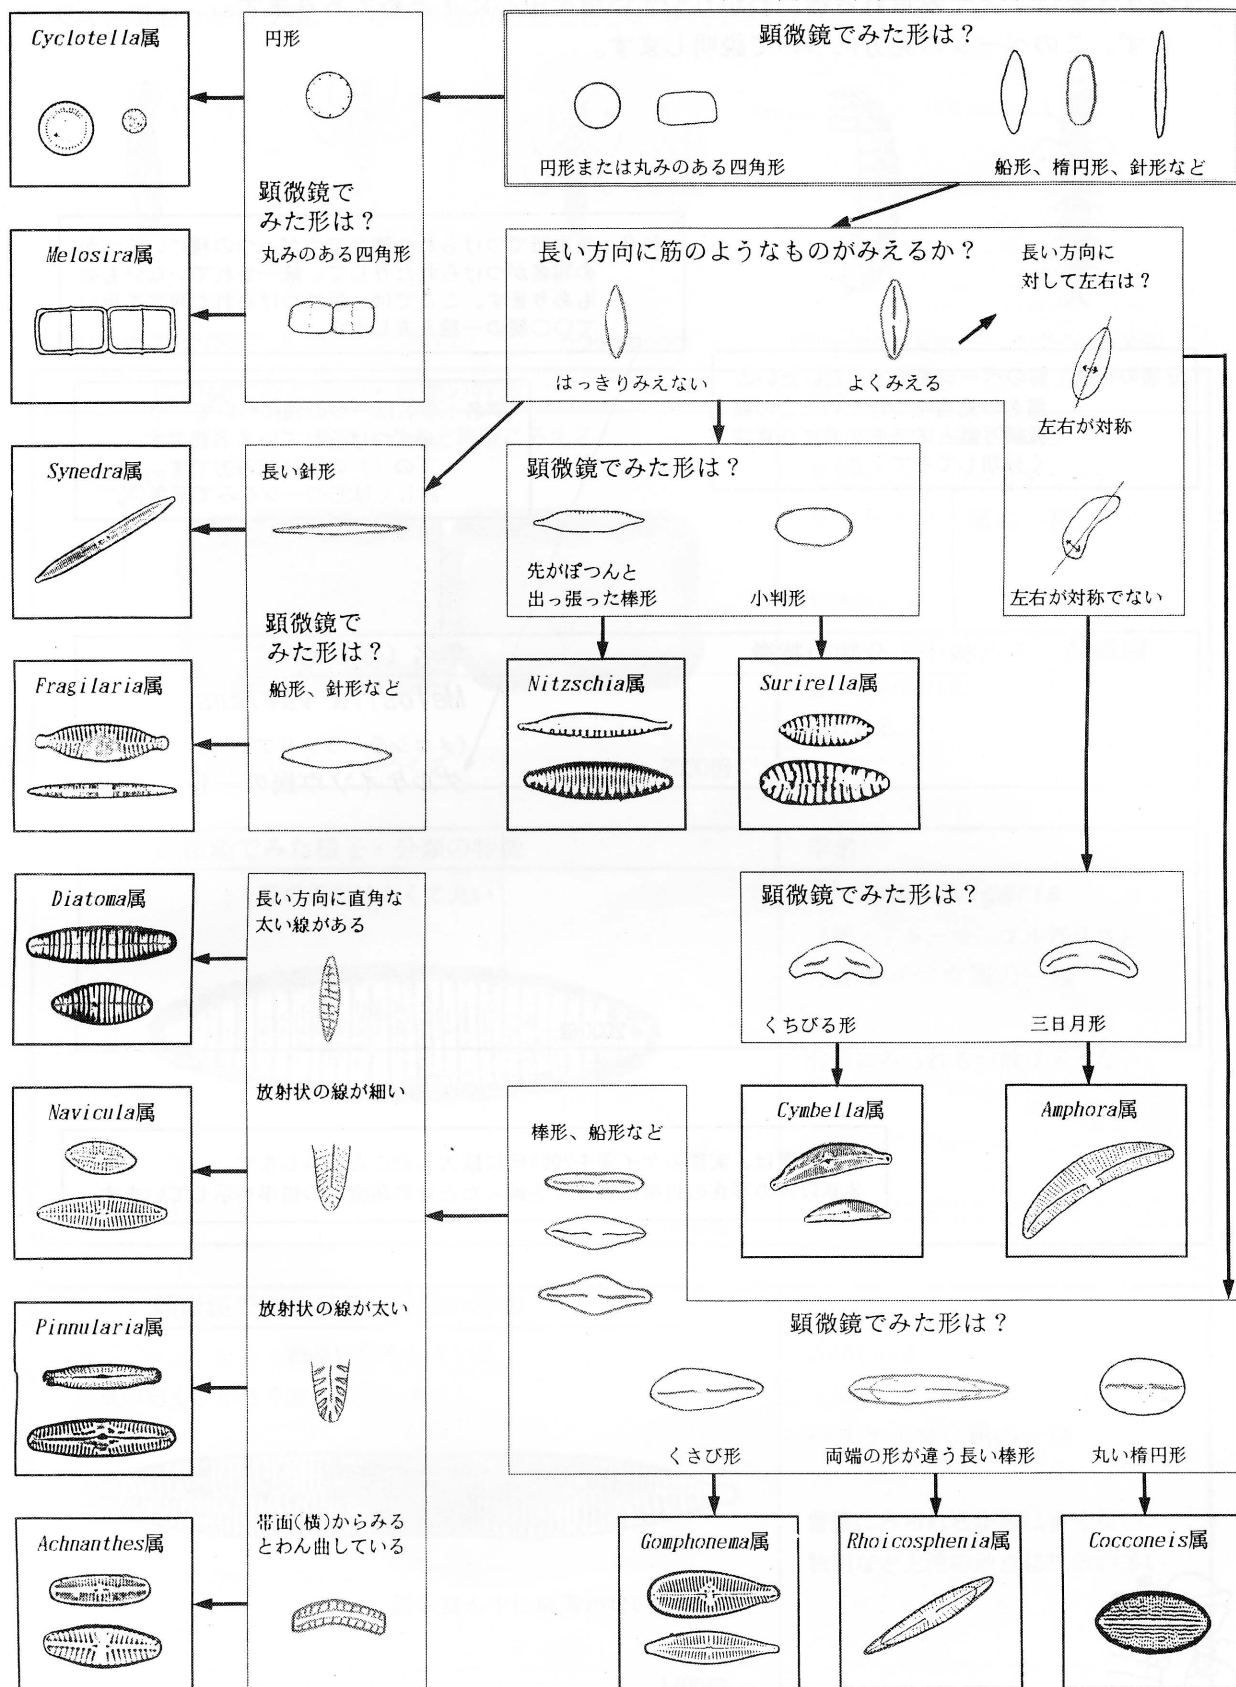 顕微鏡でみた形は？
円形または丸みのある四角形
船形、楕円形、針形など
円形
顕微鏡で
みた形は？
丸みのある四角形
Cyclotella属
Melosira属
長い方向に筋のようなものがみえるか？
はっきりみえない
よくみえる
長い方向に
対して左右は？
左右が対称
左右が対称でない
長い針形
顕微鏡で
みた形は？
船形、針形など
Synedra属
Fragilaria属
顕微鏡でみた形は？
先がぽつんと
出っ張った棒形
小判形
Nitzschia属
Surirella属
顕微鏡でみた形は？
くちびる形
三日月形
Cymbella属
Amphora属
長い方向に直角な
太い線がある
放射状の線が細い
放射状の線が太い
帯面(横)からみる
とわん曲している
Diatoma属
Navicula属
Pinnularia属
Achnanthes属
棒形、船形など
顕微鏡でみた形は？
くさび形
両端の形が違う長い棒形
丸い楕円形
Gomphonema属
Rhoicosphenia属
Cocconeis属